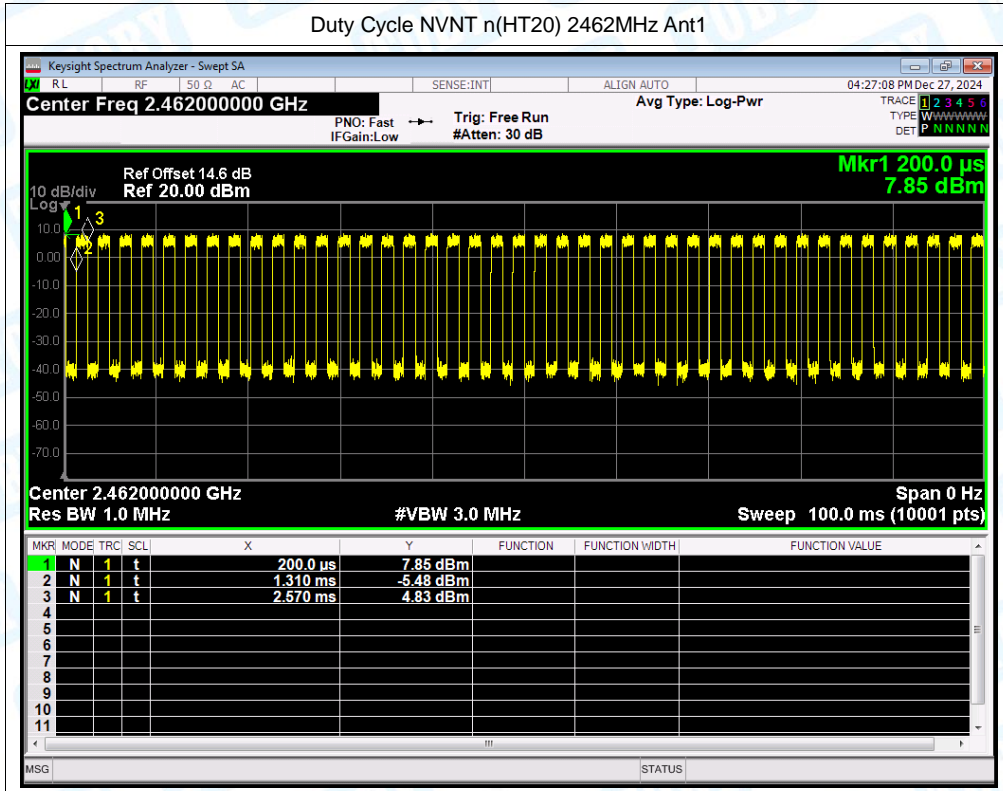 Duty Cycle NVNT n(HT20) 2462MHz Ant1
Keysight Spectrum Analyzer - Swept SA
LXI RL RF 50 Ω AC SENSE:INT ALIGN AUTO 04:27:08 PM Dec 27, 2024
Center Freq 2.462000000 GHz Avg Type: Log-Pwr TRACE 1 2 3 4 5 6
PNO: Fast Trig: Free Run TYPE WWWWWW
IFGain:Low #Atten: 30 dB DET P N N N N N
Mkr1 200.0 µs
7.85 dBm
Ref Offset 14.6 dB
10 dB/div Ref 20.00 dBm
Log
1
3
10.0
2
0.00
-10.0
-20.0
-30.0
-40.0
-50.0
-60.0
-70.0
Center 2.462000000 GHz Span 0 Hz
Res BW 1.0 MHz #VBW 3.0 MHz Sweep 100.0 ms (10001 pts)
MKR MODE TRC SCL X Y FUNCTION FUNCTION WIDTH FUNCTION VALUE
1 N 1 t 200.0 µs 7.85 dBm
2 N 1 t 1.310 ms -5.48 dBm
3 N 1 t 2.570 ms 4.83 dBm
4
5
6
7
8
9
10
11
MSG STATUS